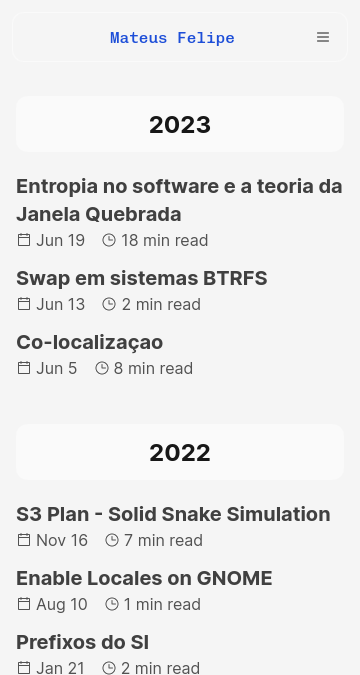 Mateus Felipe
2023
Entropia no software e a teoria da
Janela Quebrada
Jun 19 18 min read
Swap em sistemas BTRFS
Jun 13 2 min read
Co-localizaçao
Jun 5 8 min read
2022
S3 Plan - Solid Snake Simulation
Nov 16 7 min read
Enable Locales on GNOME
Aug 10 1 min read
Prefixos do SI
Jan 21 2 min read